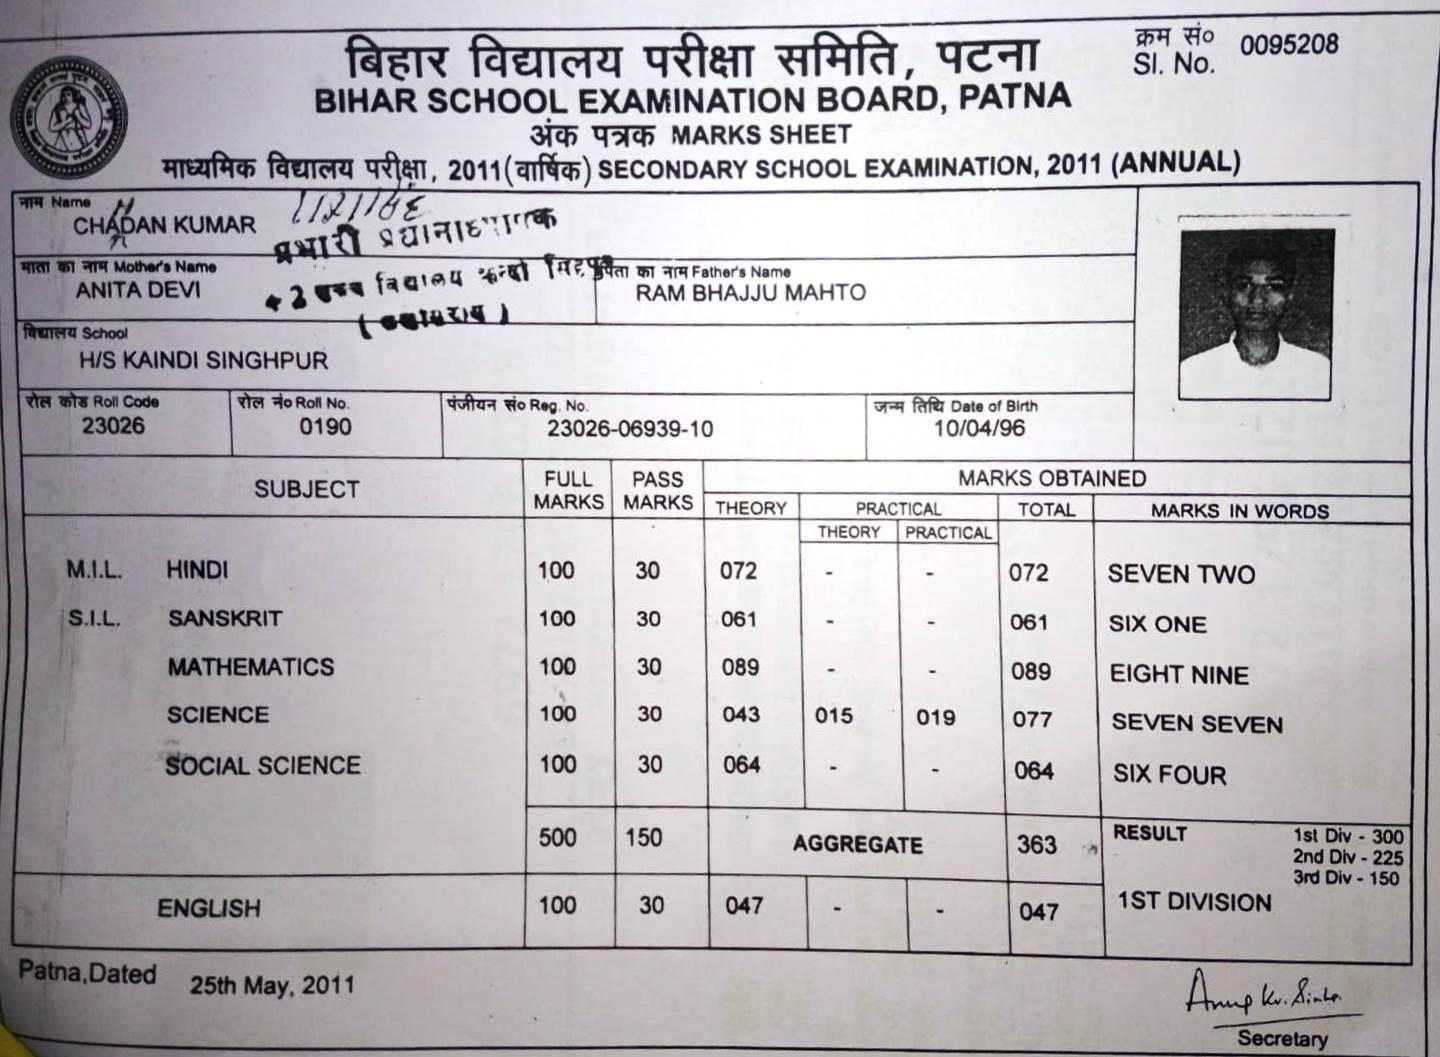 बिहार विद्यालय परीक्षा समिति, पटना
क्रम सं० 0095208
Sl. No.
BIHAR SCHOOL EXAMINATION BOARD, PATNA
अंक पत्रक MARKS SHEET
माध्यमिक विद्यालय परीक्षा, 2011(वार्षिक) SECONDARY SCHOOL EXAMINATION, 2011 (ANNUAL)
नाम Name
CHADAN KUMAR
N
प्रभारी प्रधानाध्यापक
माता का नाम Mother's Name
ANITA DEVI
+2 उच्च विद्यालय
पिता का नाम Father's Name
RAM BHAJJU MAHTO
विद्यालय School
H/S KAINDI SINGHPUR
रोल कोड Roll Code रोल नं० Roll No. पंजीयन सं० Reg. No. जन्म तिथि Date of Birth
23026 0190 23026-06939-10 10/04/96
SUBJECT FULL MARKS PASS MARKS MARKS OBTAINED
THEORY PRACTICAL TOTAL MARKS IN WORDS
THEORY PRACTICAL
M.I.L. HINDI 100 30 072 - - 072 SEVEN TWO
S.I.L. SANSKRIT 100 30 061 - - 061 SIX ONE
MATHEMATICS 100 30 089 - - 089 EIGHT NINE
SCIENCE 100 30 043 015 019 077 SEVEN SEVEN
SOCIAL SCIENCE 100 30 064 - - 064 SIX FOUR
500 150 AGGREGATE 363 RESULT 1st Div - 300
2nd Div - 225
3rd Div - 150
ENGLISH 100 30 047 - - 047 1ST DIVISION
Patna,Dated 25th May, 2011
Anup Kr. Sinha
Secretary